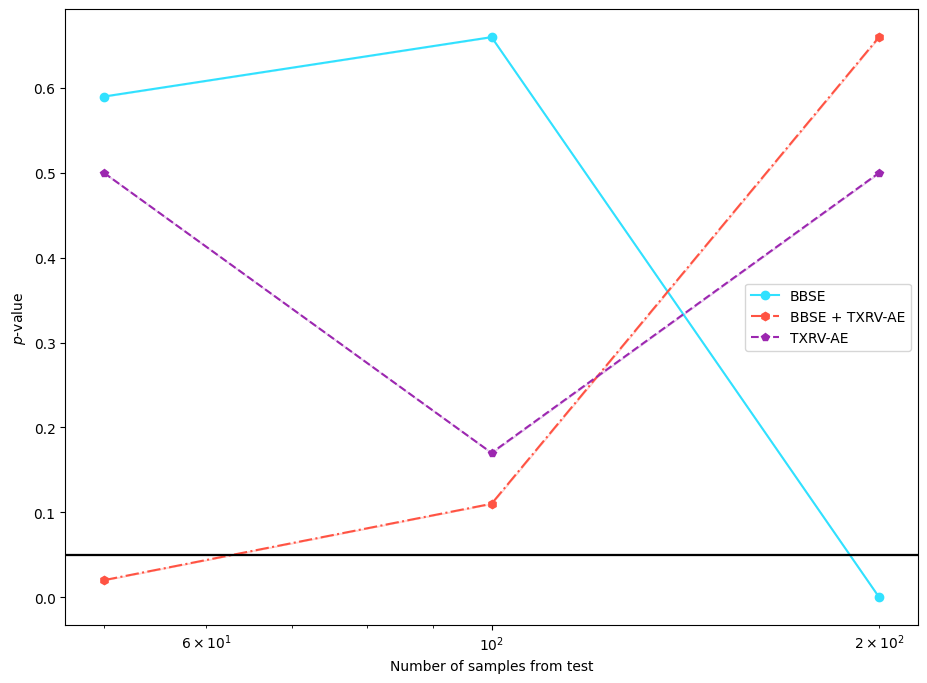 0.6
0.5
0.4
0.3
0.2
0.1
0.0
p-value
BBSE
BBSE + TXRV-AE
TXRV-AE
6 × 10¹
10²
2 × 10²
Number of samples from test